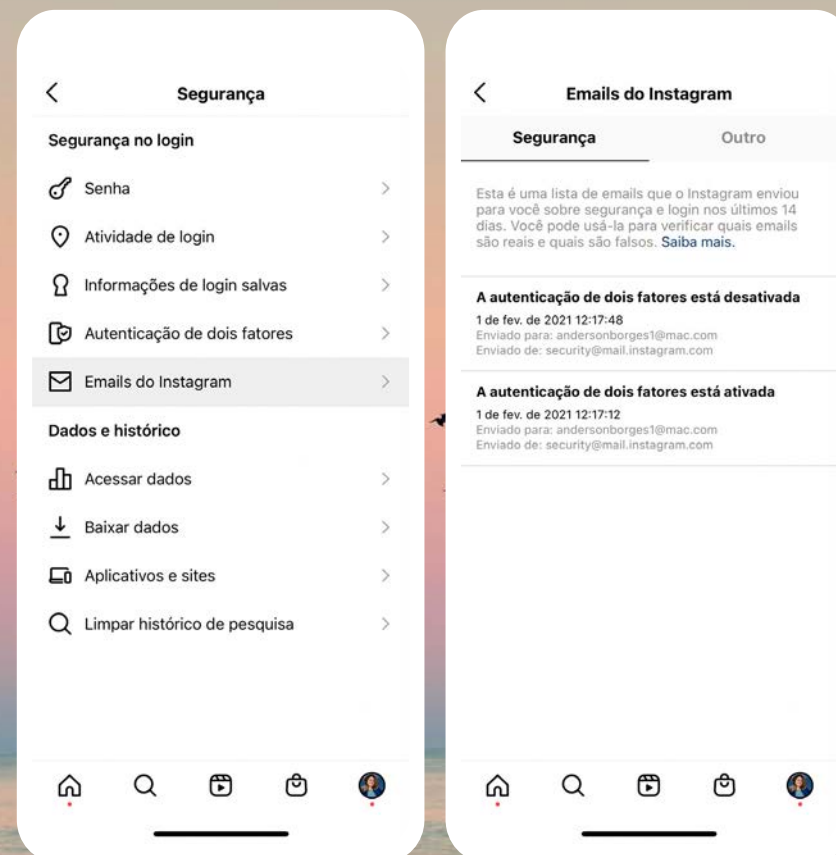 Segurança
Segurança no login
Senha
Atividade de login
Informações de login salvas
Autenticação de dois fatores
Emails do Instagram
Dados e histórico
Acessar dados
Baixar dados
Aplicativos e sites
Limpar histórico de pesquisa
Emails do Instagram
Segurança
Outro
Esta é uma lista de emails que o Instagram enviou
para você sobre segurança e login nos últimos 14
dias. Você pode usá-la para verificar quais emails
são reais e quais são falsos. Saiba mais.
A autenticação de dois fatores está desativada
1 de fev. de 2021 12:17:48
Enviado para: andersonborges1@mac.com
Enviado de: security@mail.instagram.com
A autenticação de dois fatores está ativada
1 de fev. de 2021 12:17:12
Enviado para: andersonborges1@mac.com
Enviado de: security@mail.instagram.com